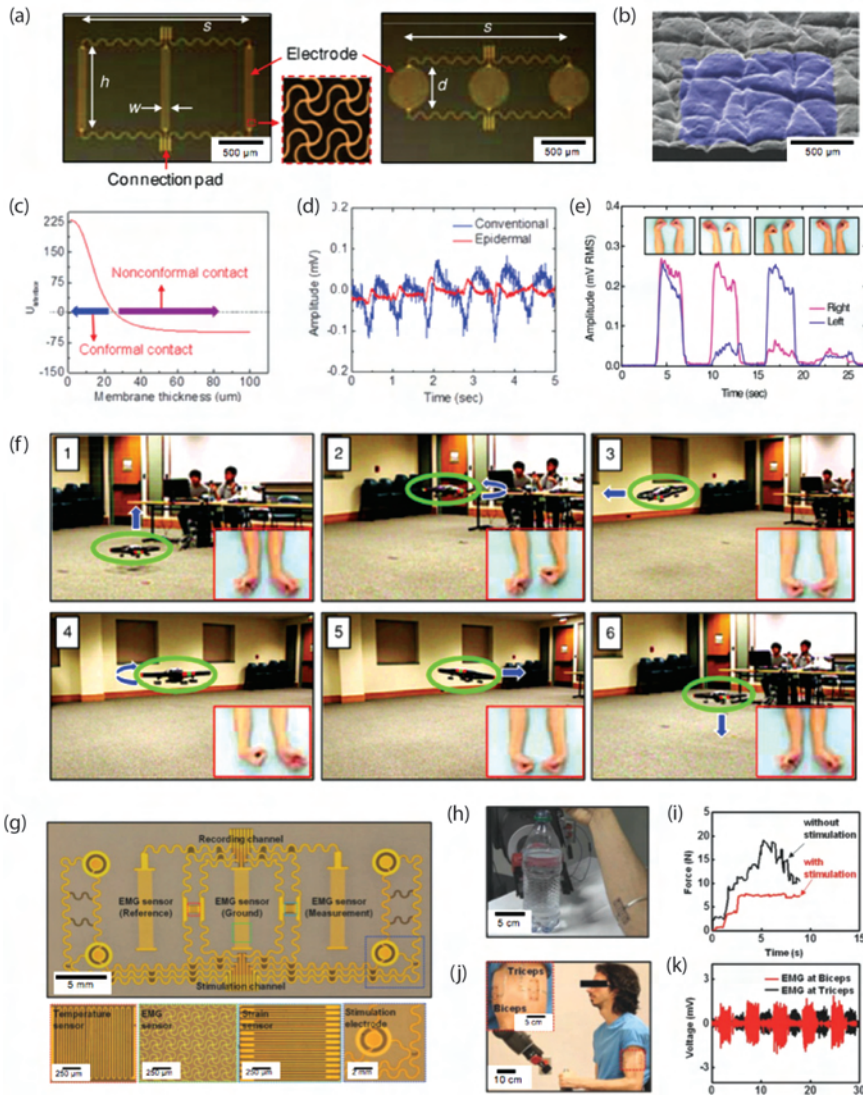 (a)
s
h
w
500 µm
Electrode
Connection pad
s
d
500 µm
(b)
500 µm
(c)
225
150
75
0
-75
-150
Nonconformal contact
Conformal contact
0 20 40 60 80 100
Membrane thickness (um)
(d)
0.2
0.1
0.0
-0.1
-0.2
Amplitude (mV)
Conventional
Epidermal
0 1 2 3 4 5
Time (sec)
(e)
0.4
0.3
0.2
0.1
0.0
Amplitude (mV RMS)
Right
Left
0 5 10 15 20 25
Time (sec)
(f)
1
2
3
4
5
6
(g)
Recording channel
EMG sensor
(Reference)
EMG sensor
(Ground)
EMG sensor
(Measurement)
5 mm
Stimulation channel
Temperature
sensor
250 µm
EMG
sensor
250 µm
Strain
sensor
250 µm
Stimulation
electrode
2 mm
(h)
5 cm
(i)
25
20
15
10
5
0
Force (N)
without
stimulation
with
stimulation
0 5 10 15
Time (s)
(j)
Triceps
Biceps
5 cm
10 cm
(k)
3
0
-3
Voltage (mV)
EMG at Biceps
EMG at Triceps
0 10 20 30